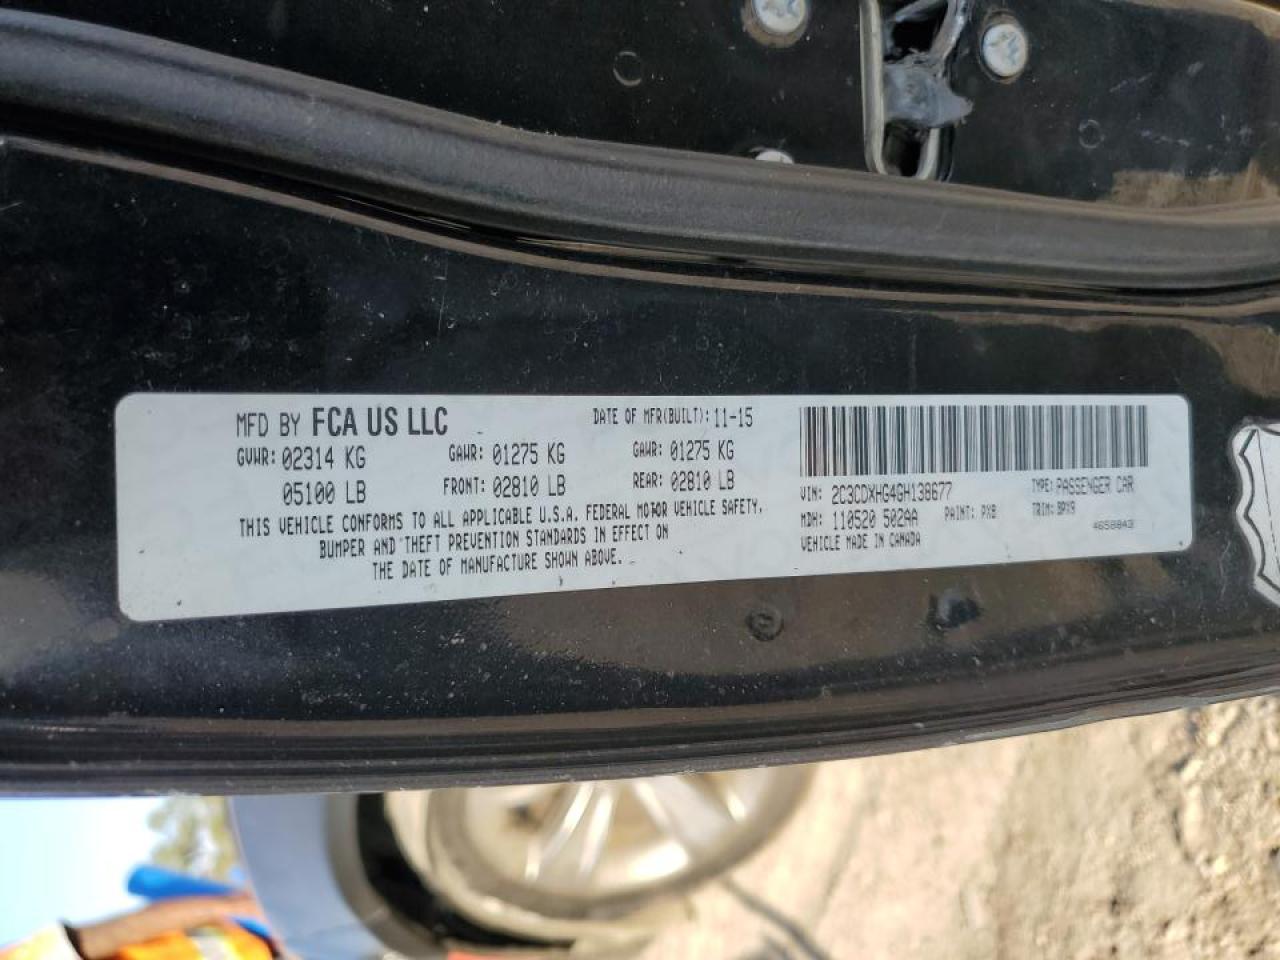 MFD BY FCA US LLC DATE OF MFR(BUILT): 11-15
GVWR: 02314 KG GAWR: 01275 KG GAWR: 01275 KG
05100 LB FRONT: 02810 LB REAR: 02810 LB
THIS VEHICLE CONFORMS TO ALL APPLICABLE U.S.A. FEDERAL MOTOR VEHICLE SAFETY,
BUMPER AND THEFT PREVENTION STANDARDS IN EFFECT ON
THE DATE OF MANUFACTURE SHOWN ABOVE.
VIN: 2C3CDXHG4GH138677 TYPE: PASSENGER CAR
MDH: 110520 502AA PAINT: PX8 TRIM: BPX9
VEHICLE MADE IN CANADA